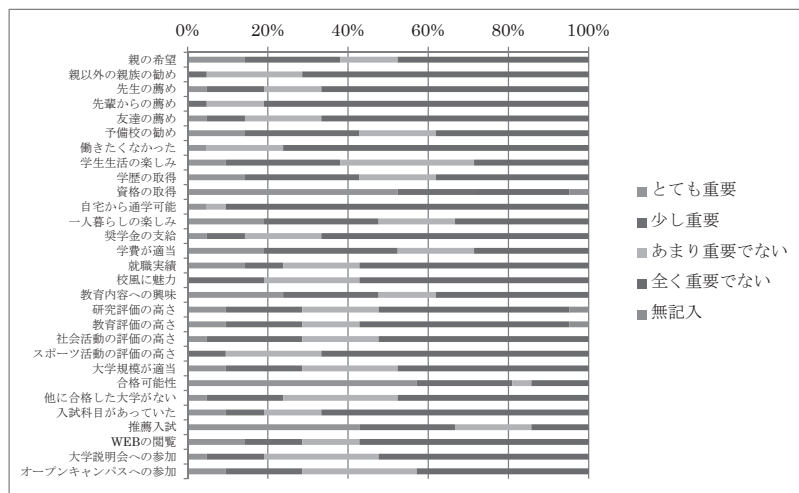 0% 20% 40% 60% 80% 100%
親の希望
親以外の親族の勧め
先生の薦め
先輩からの薦め
友達の薦め
予備校の勧め
働きたくなかった
学生生活の楽しみ
学歴の取得
資格の取得
自宅から通学可能
一人暮らしの楽しみ
奨学金の支給
学費が適当
就職実績
校風に魅力
教育内容への興味
研究評価の高さ
教育評価の高さ
社会活動の評価の高さ
スポーツ活動の評価の高さ
大学規模が適当
合格可能性
他に合格した大学がない
入試科目があっていた
推薦入試
WEBの閲覧
大学説明会への参加
オープンキャンパスへの参加
とても重要
少し重要
あまり重要でない
全く重要でない
無記入